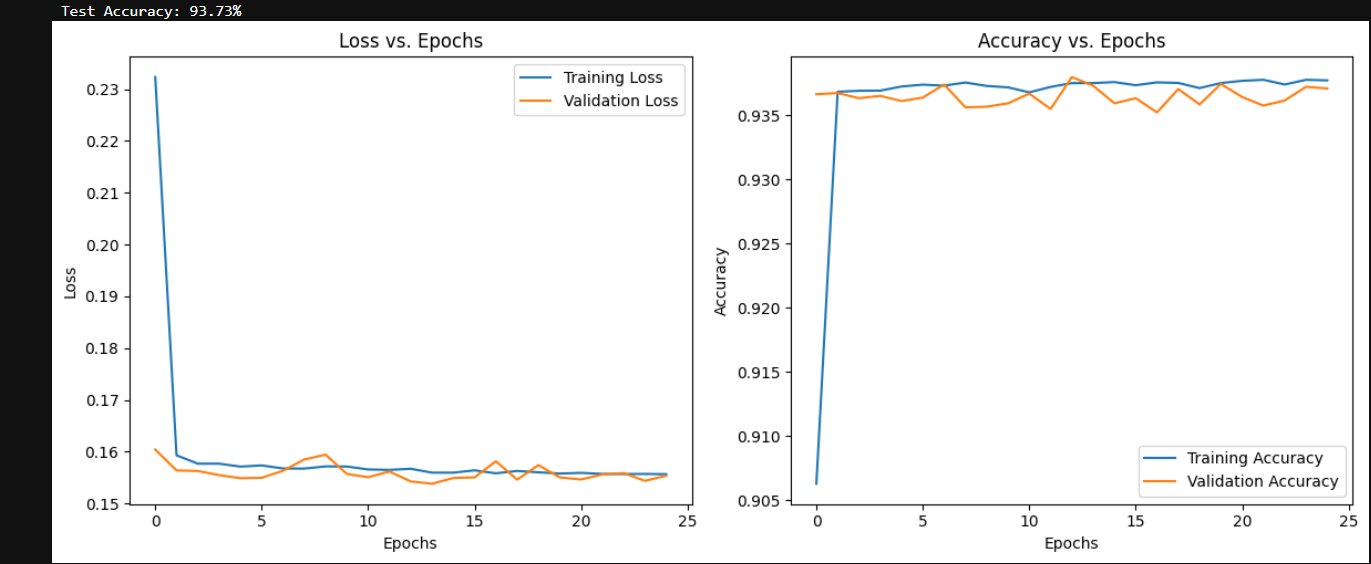 Test Accuracy: 93.73%
Loss vs. Epochs
Training Loss
Validation Loss
0.23
0.22
0.21
0.20
0.19
0.18
0.17
0.16
0.15
Loss
0 5 10 15 20 25
Epochs
Accuracy vs. Epochs
0.935
0.930
0.925
0.920
0.915
0.910
0.905
Accuracy
Training Accuracy
Validation Accuracy
0 5 10 15 20 25
Epochs